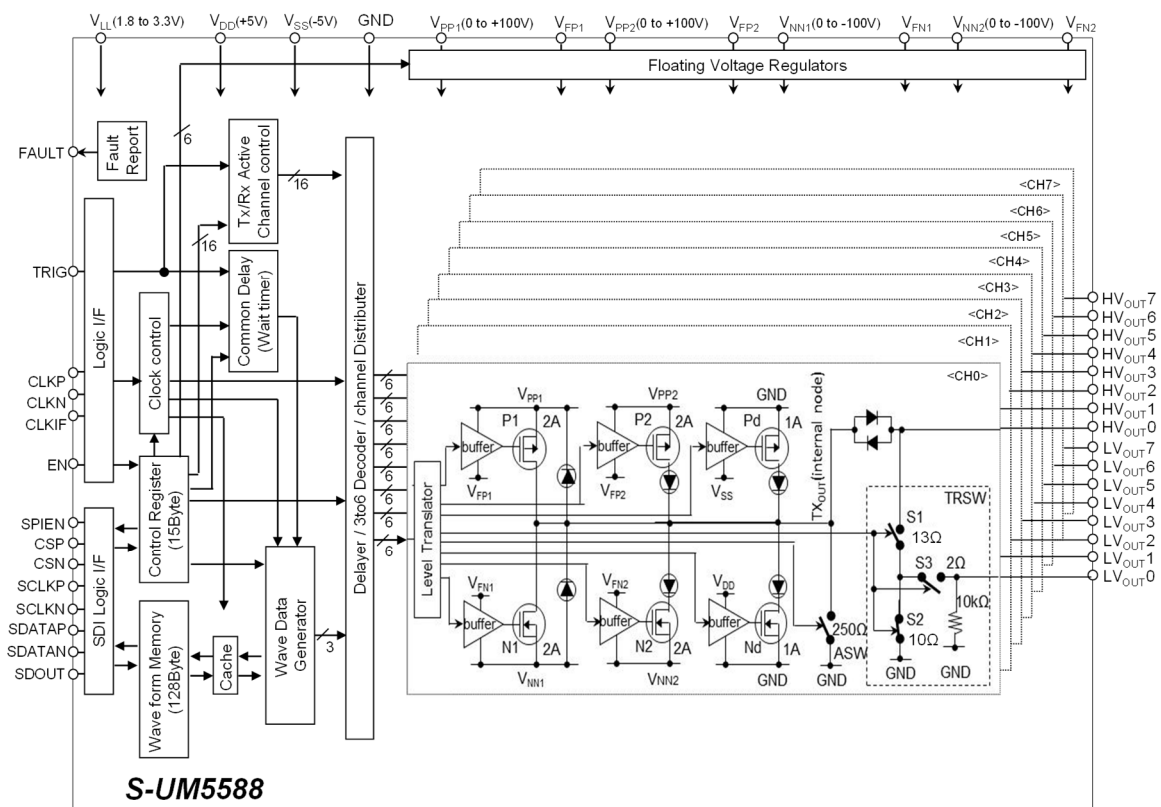 VLL(1.8 to 3.3V)
VDD(+5V)
VSS(-5V)
GND
VPP1(0 to +100V)
VFP1
VPP2(0 to +100V)
VFP2
VNN1(0 to -100V)
VFN1
VNN2(0 to -100V)
VFN2
Floating Voltage Regulators
FAULT
Fault Report
6
Tx/Rx Active Channel control
16
16
TRIG
Logic I/F
Common Delay (Wait timer)
Clock control
CLKP
CLKN
CLKIF
EN
Control Register (15Byte)
SPIEN
CSP
CSN
SCLKP
SCLKN
SDATAP
SDATAN
SDOUT
SDI Logic I/F
Wave form Memory (128Byte)
Cache
Wave Data Generator
3
Delayer / 3to6 Decoder / channel Distributer
6
6
6
6
6
6
6
6
Level Translator
<CH7>
<CH6>
<CH5>
<CH4>
<CH3>
<CH2>
<CH1>
<CH0>
VPP1
P1
2A
buffer
VFP1
VPP2
P2
2A
buffer
VFP2
GND
Pd
1A
buffer
VSS
TXOUT(internal node)
VFN1
buffer
N1
2A
VNN1
VFN2
buffer
N2
2A
VNN2
VDD
buffer
Nd
1A
GND
250Ω
ASW
GND
TRSW
S1
13Ω
S3
2Ω
10kΩ
S2
10Ω
GND
GND
HVOUT7
HVOUT6
HVOUT5
HVOUT4
HVOUT3
HVOUT2
HVOUT1
HVOUT0
LVOUT7
LVOUT6
LVOUT5
LVOUT4
LVOUT3
LVOUT2
LVOUT1
LVOUT0
S-UM5588